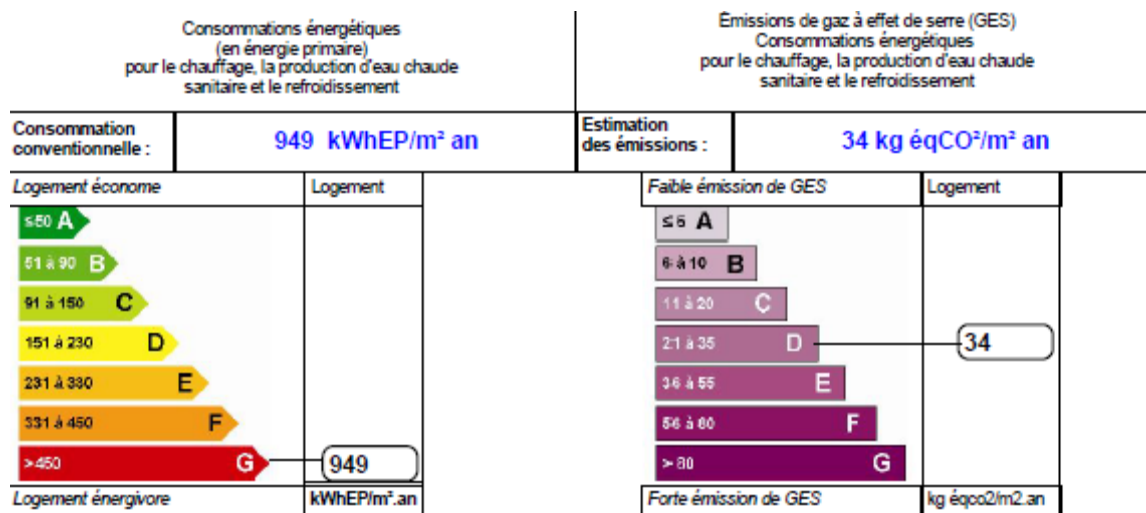 Consommations énergétiques
(en énergie primaire)
pour le chauffage, la production d'eau chaude
sanitaire et le refroidissement
Émissions de gaz à effet de serre (GES)
Consommations énergétiques
pour le chauffage, la production d'eau chaude
sanitaire et le refroidissement
Consommation
conventionnelle :
949 kWhEP/m² an
Estimation
des émissions :
34 kg éqCO²/m² an
Logement économe
Logement
≤50 A
51 à 90 B
91 à 150 C
151 à 230 D
231 à 330 E
331 à 450 F
>450 G
949
Logement énergivore
kWhEP/m².an
Faible émission de GES
Logement
≤5 A
6 à 10 B
11 à 20 C
21 à 35 D
34
36 à 55 E
56 à 80 F
> 80 G
Forte émission de GES
kg éqco2/m2.an